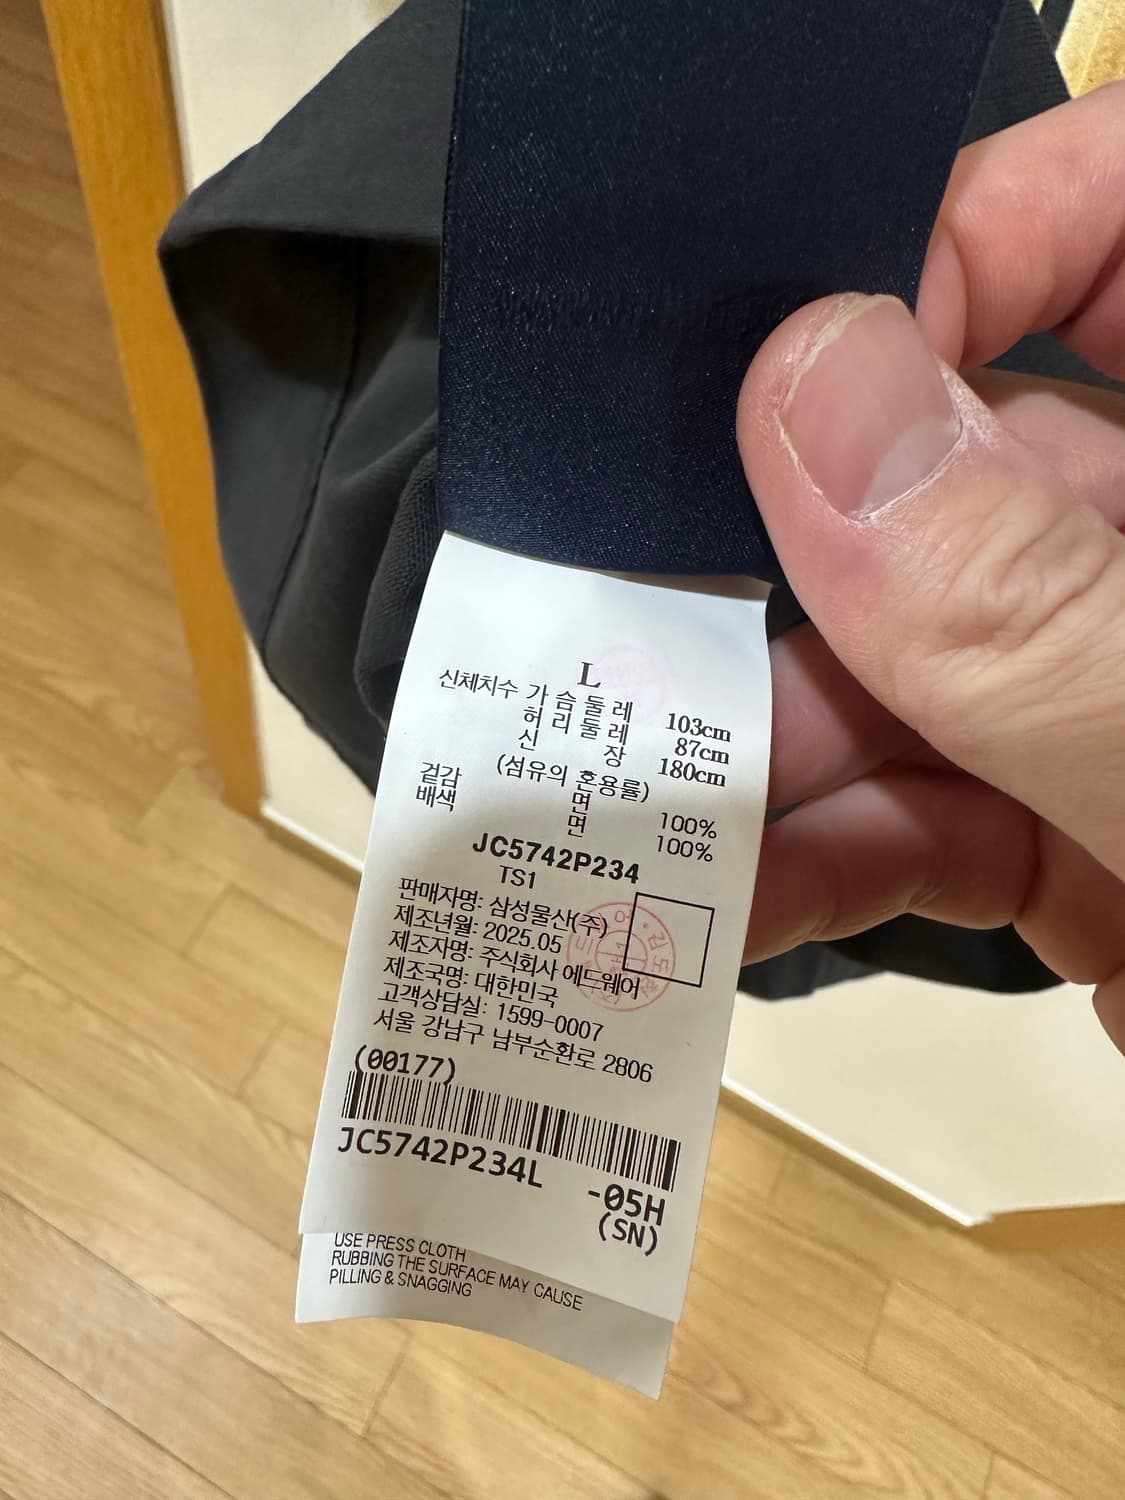 L
신체치수 가슴둘레 103cm
허리둘레 87cm
신장 180cm
(섬유의 혼용률)
겉감 면 100%
배색 면 100%
JC5742P234
TS1
판매자명: 삼성물산(주)
제조년월: 2025.05
제조자명: 주식회사 에드웨어
제조국명: 대한민국
고객상담실: 1599-0007
서울 강남구 남부순환로 2806
(00177)
JC5742P234L
-05H
(SN)
USE PRESS CLOTH
RUBBING THE SURFACE MAY CAUSE
PILLING & SNAGGING